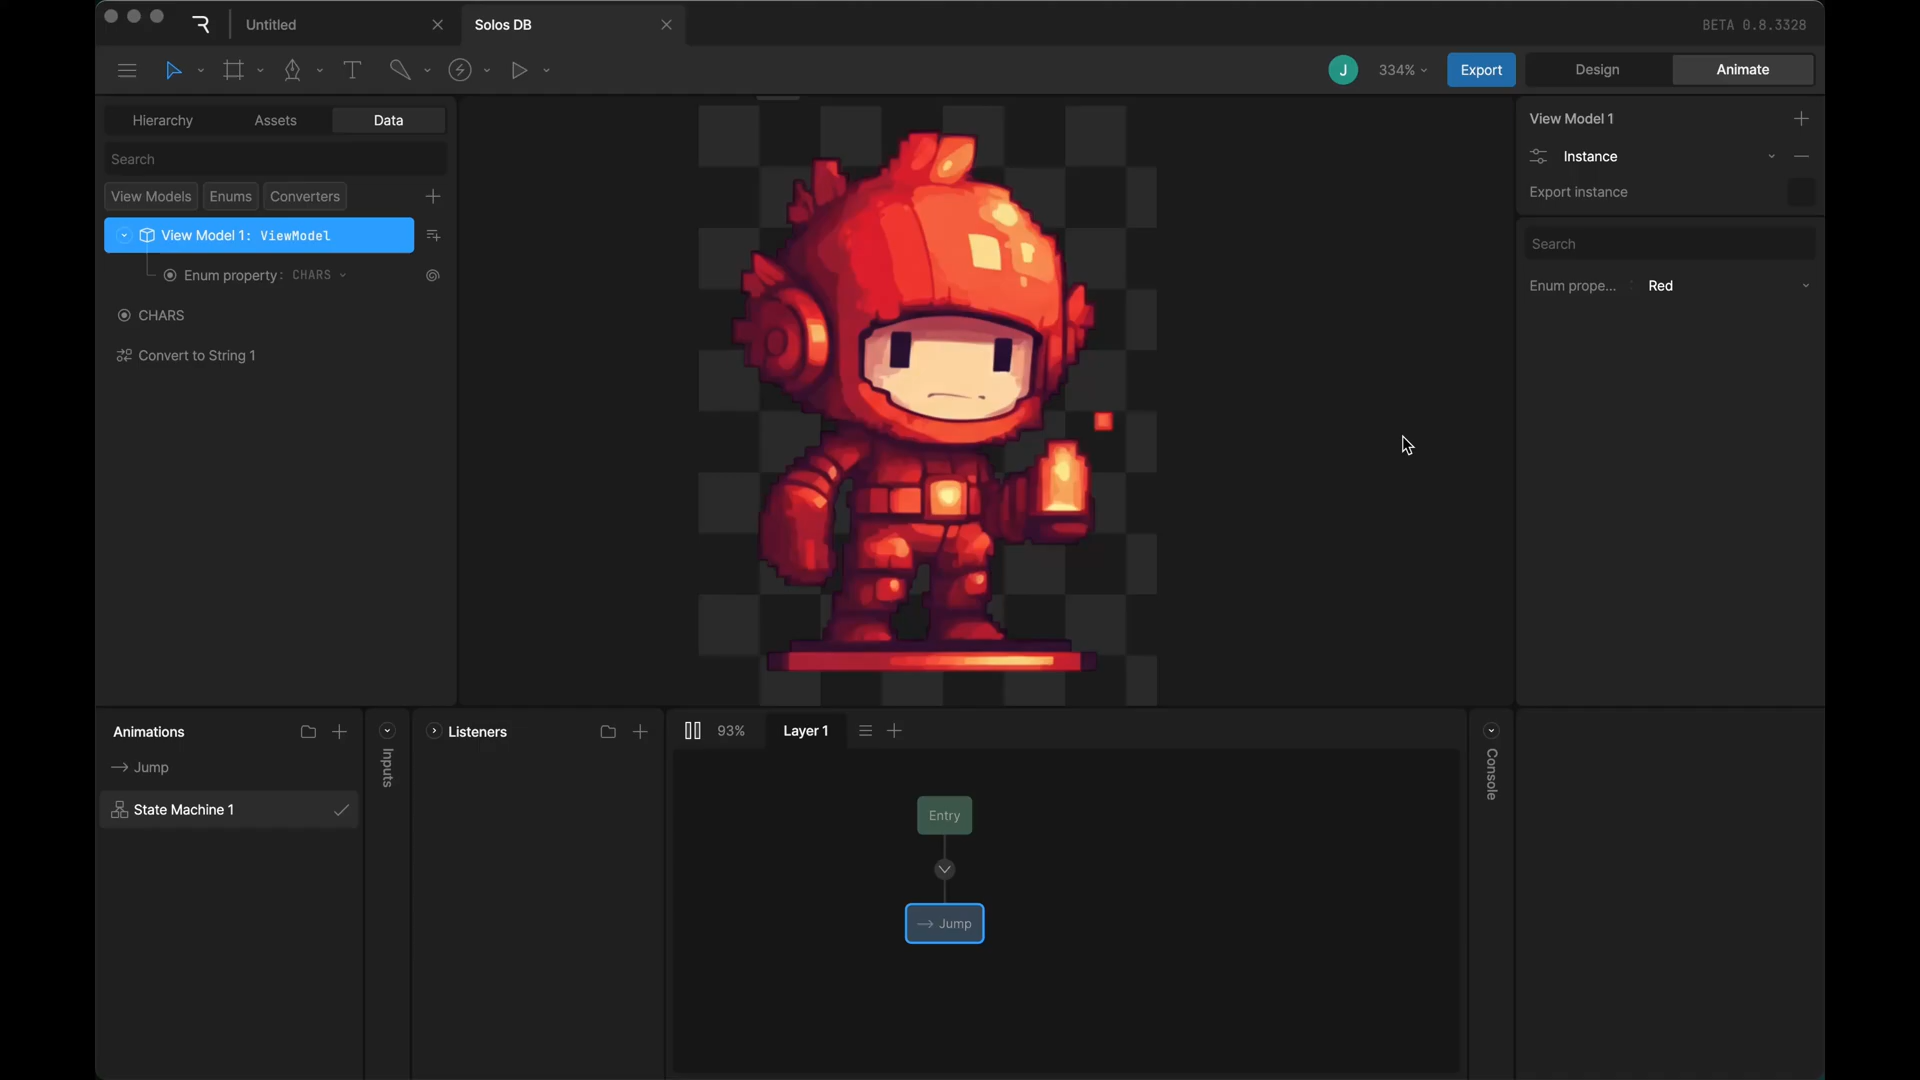 Untitled
Solos DB
BETA 0.8.3328
J
334%
Export
Design
Animate
Hierarchy
Assets
Data
Search
View Models
Enums
Converters
View Model 1: ViewModel
Enum property: CHARS
CHARS
Convert to String 1
View Model 1
Instance
Export instance
Search
Enum prope... : Red
Animations
Jump
State Machine 1
Inputs
Listeners
93%
Layer 1
Entry
Jump
Console